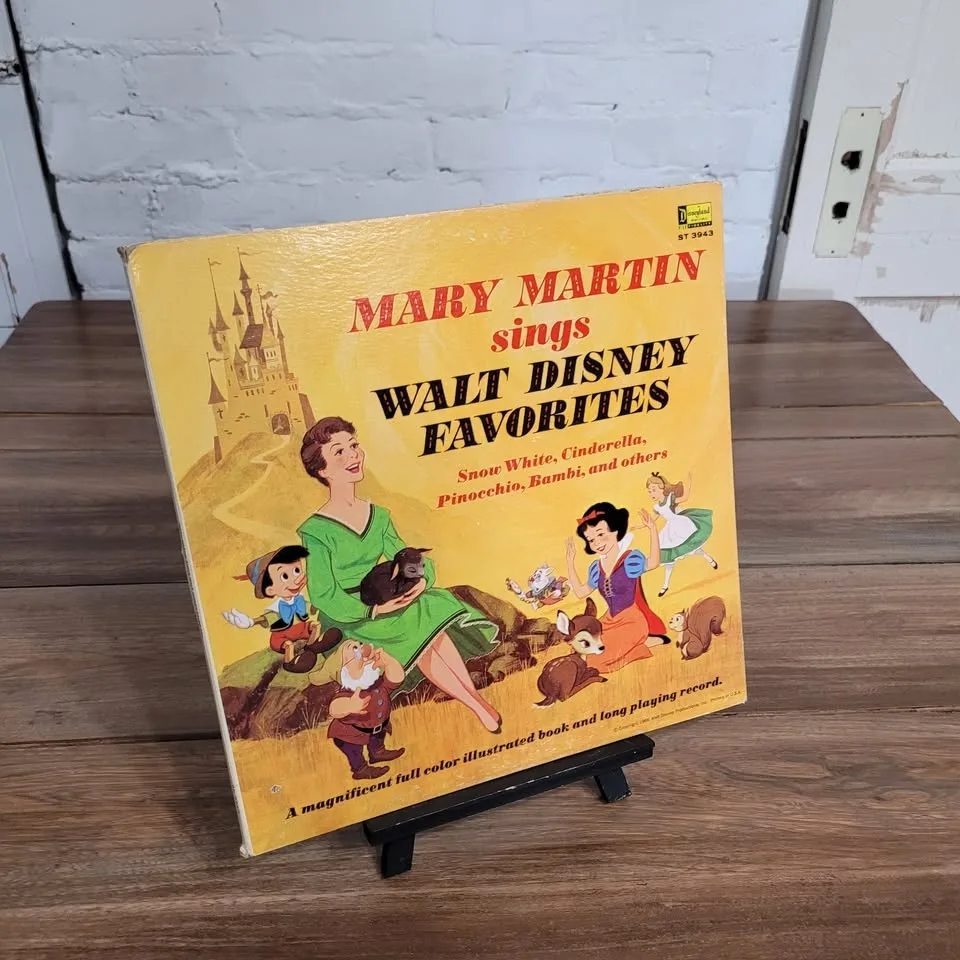 Disneyland
ST 3943
MARY MARTIN
sings
WALT DISNEY
FAVORITES
Snow White, Cinderella,
Pinocchio, Bambi, and others
A magnificent full color illustrated book and long playing record.